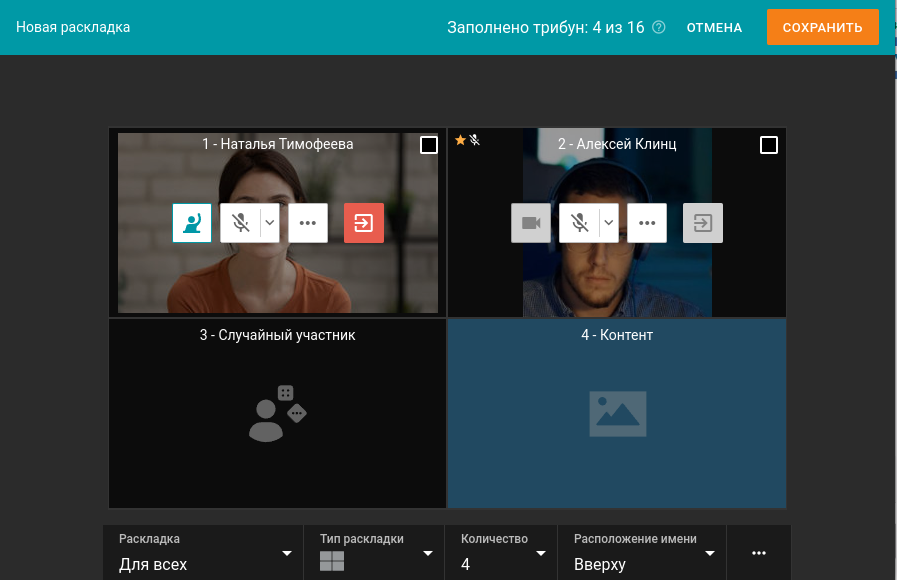 Новая раскладка
Заполнено трибун: 4 из 16
ОТМЕНА
СОХРАНИТЬ
1 - Наталья Тимофеева
2 - Алексей Клинц
3 - Случайный участник
4 - Контент
Раскладка
Тип раскладки
Количество
Расположение имени
Для всех
4
Вверху